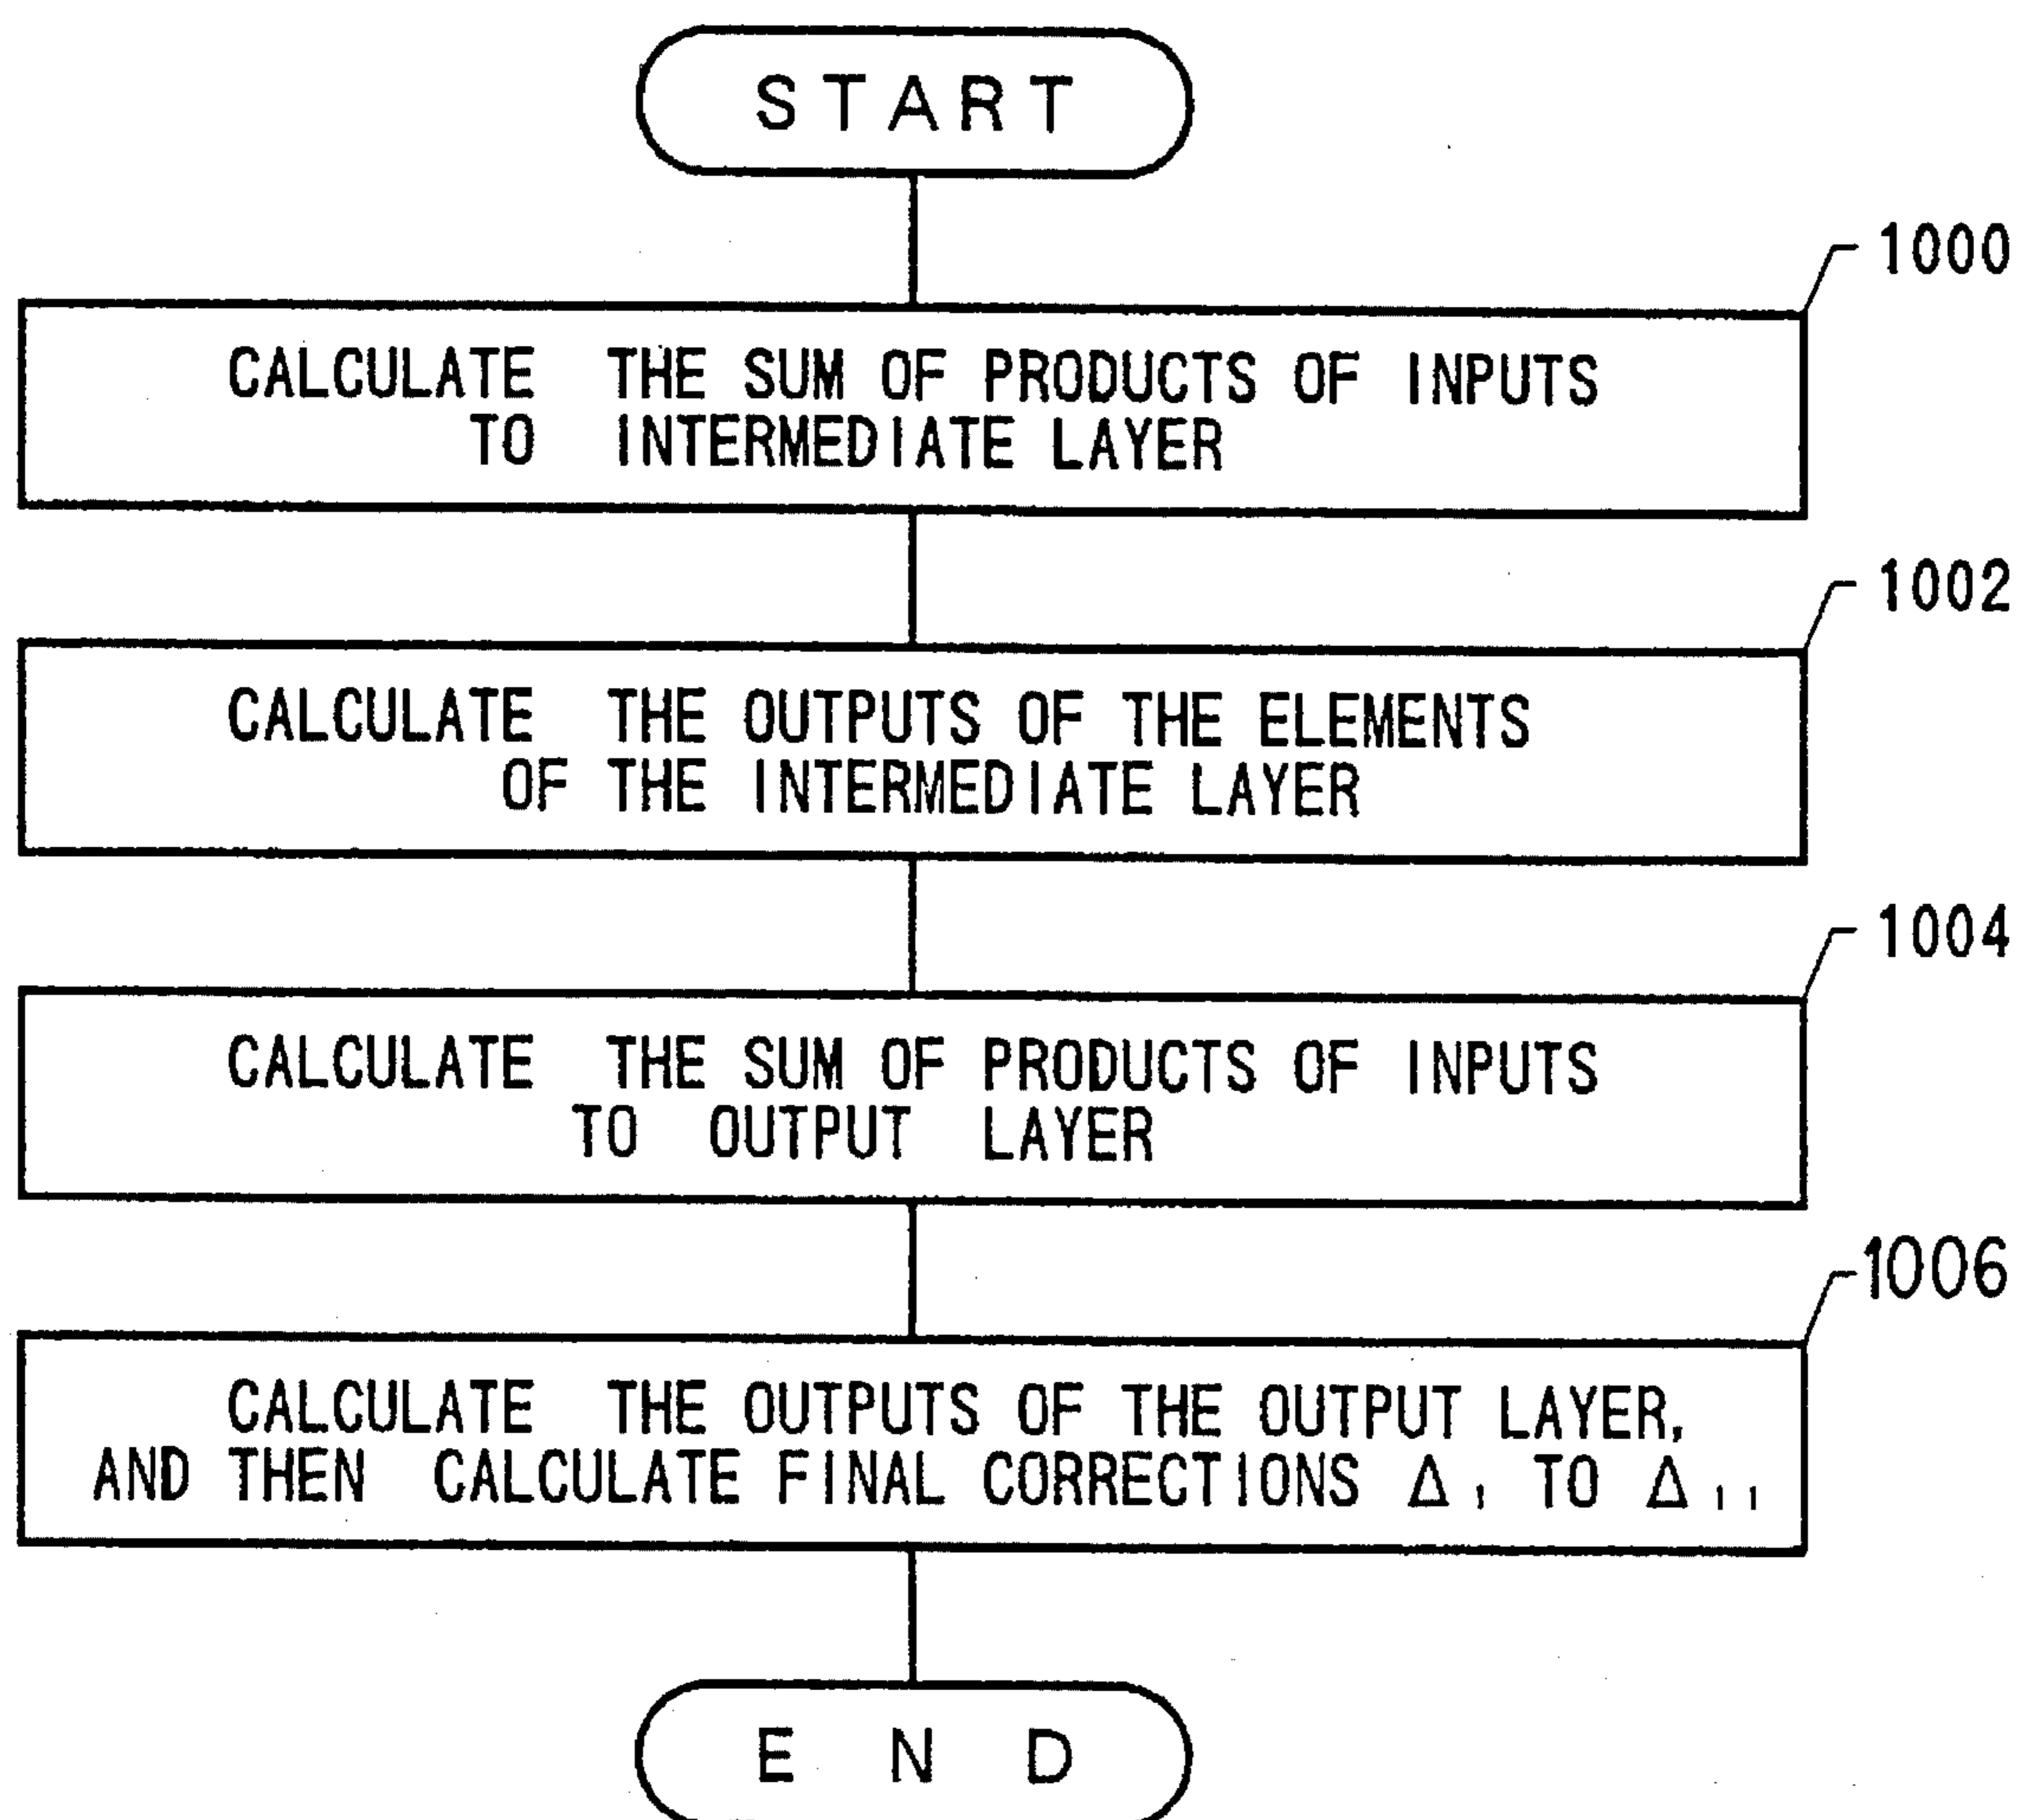 START
1000
CALCULATE THE SUM OF PRODUCTS OF INPUTS
TO INTERMEDIATE LAYER
1002
CALCULATE THE OUTPUTS OF THE ELEMENTS
OF THE INTERMEDIATE LAYER
1004
CALCULATE THE SUM OF PRODUCTS OF INPUTS
TO OUTPUT LAYER
1006
CALCULATE THE OUTPUTS OF THE OUTPUT LAYER,
AND THEN CALCULATE FINAL CORRECTIONS Δ₁ TO Δ₁₁
END